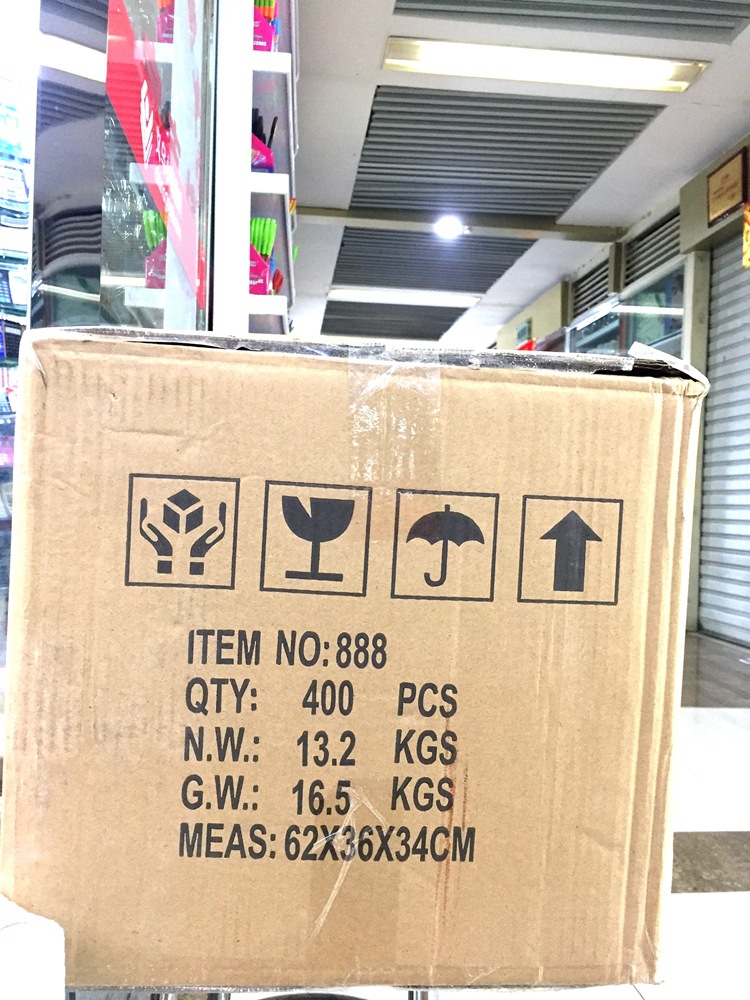 ITEM NO:888
QTY: 400 PCS
N.W.: 13.2 KGS
G.W.: 16.5 KGS
MEAS: 62X36X34CM